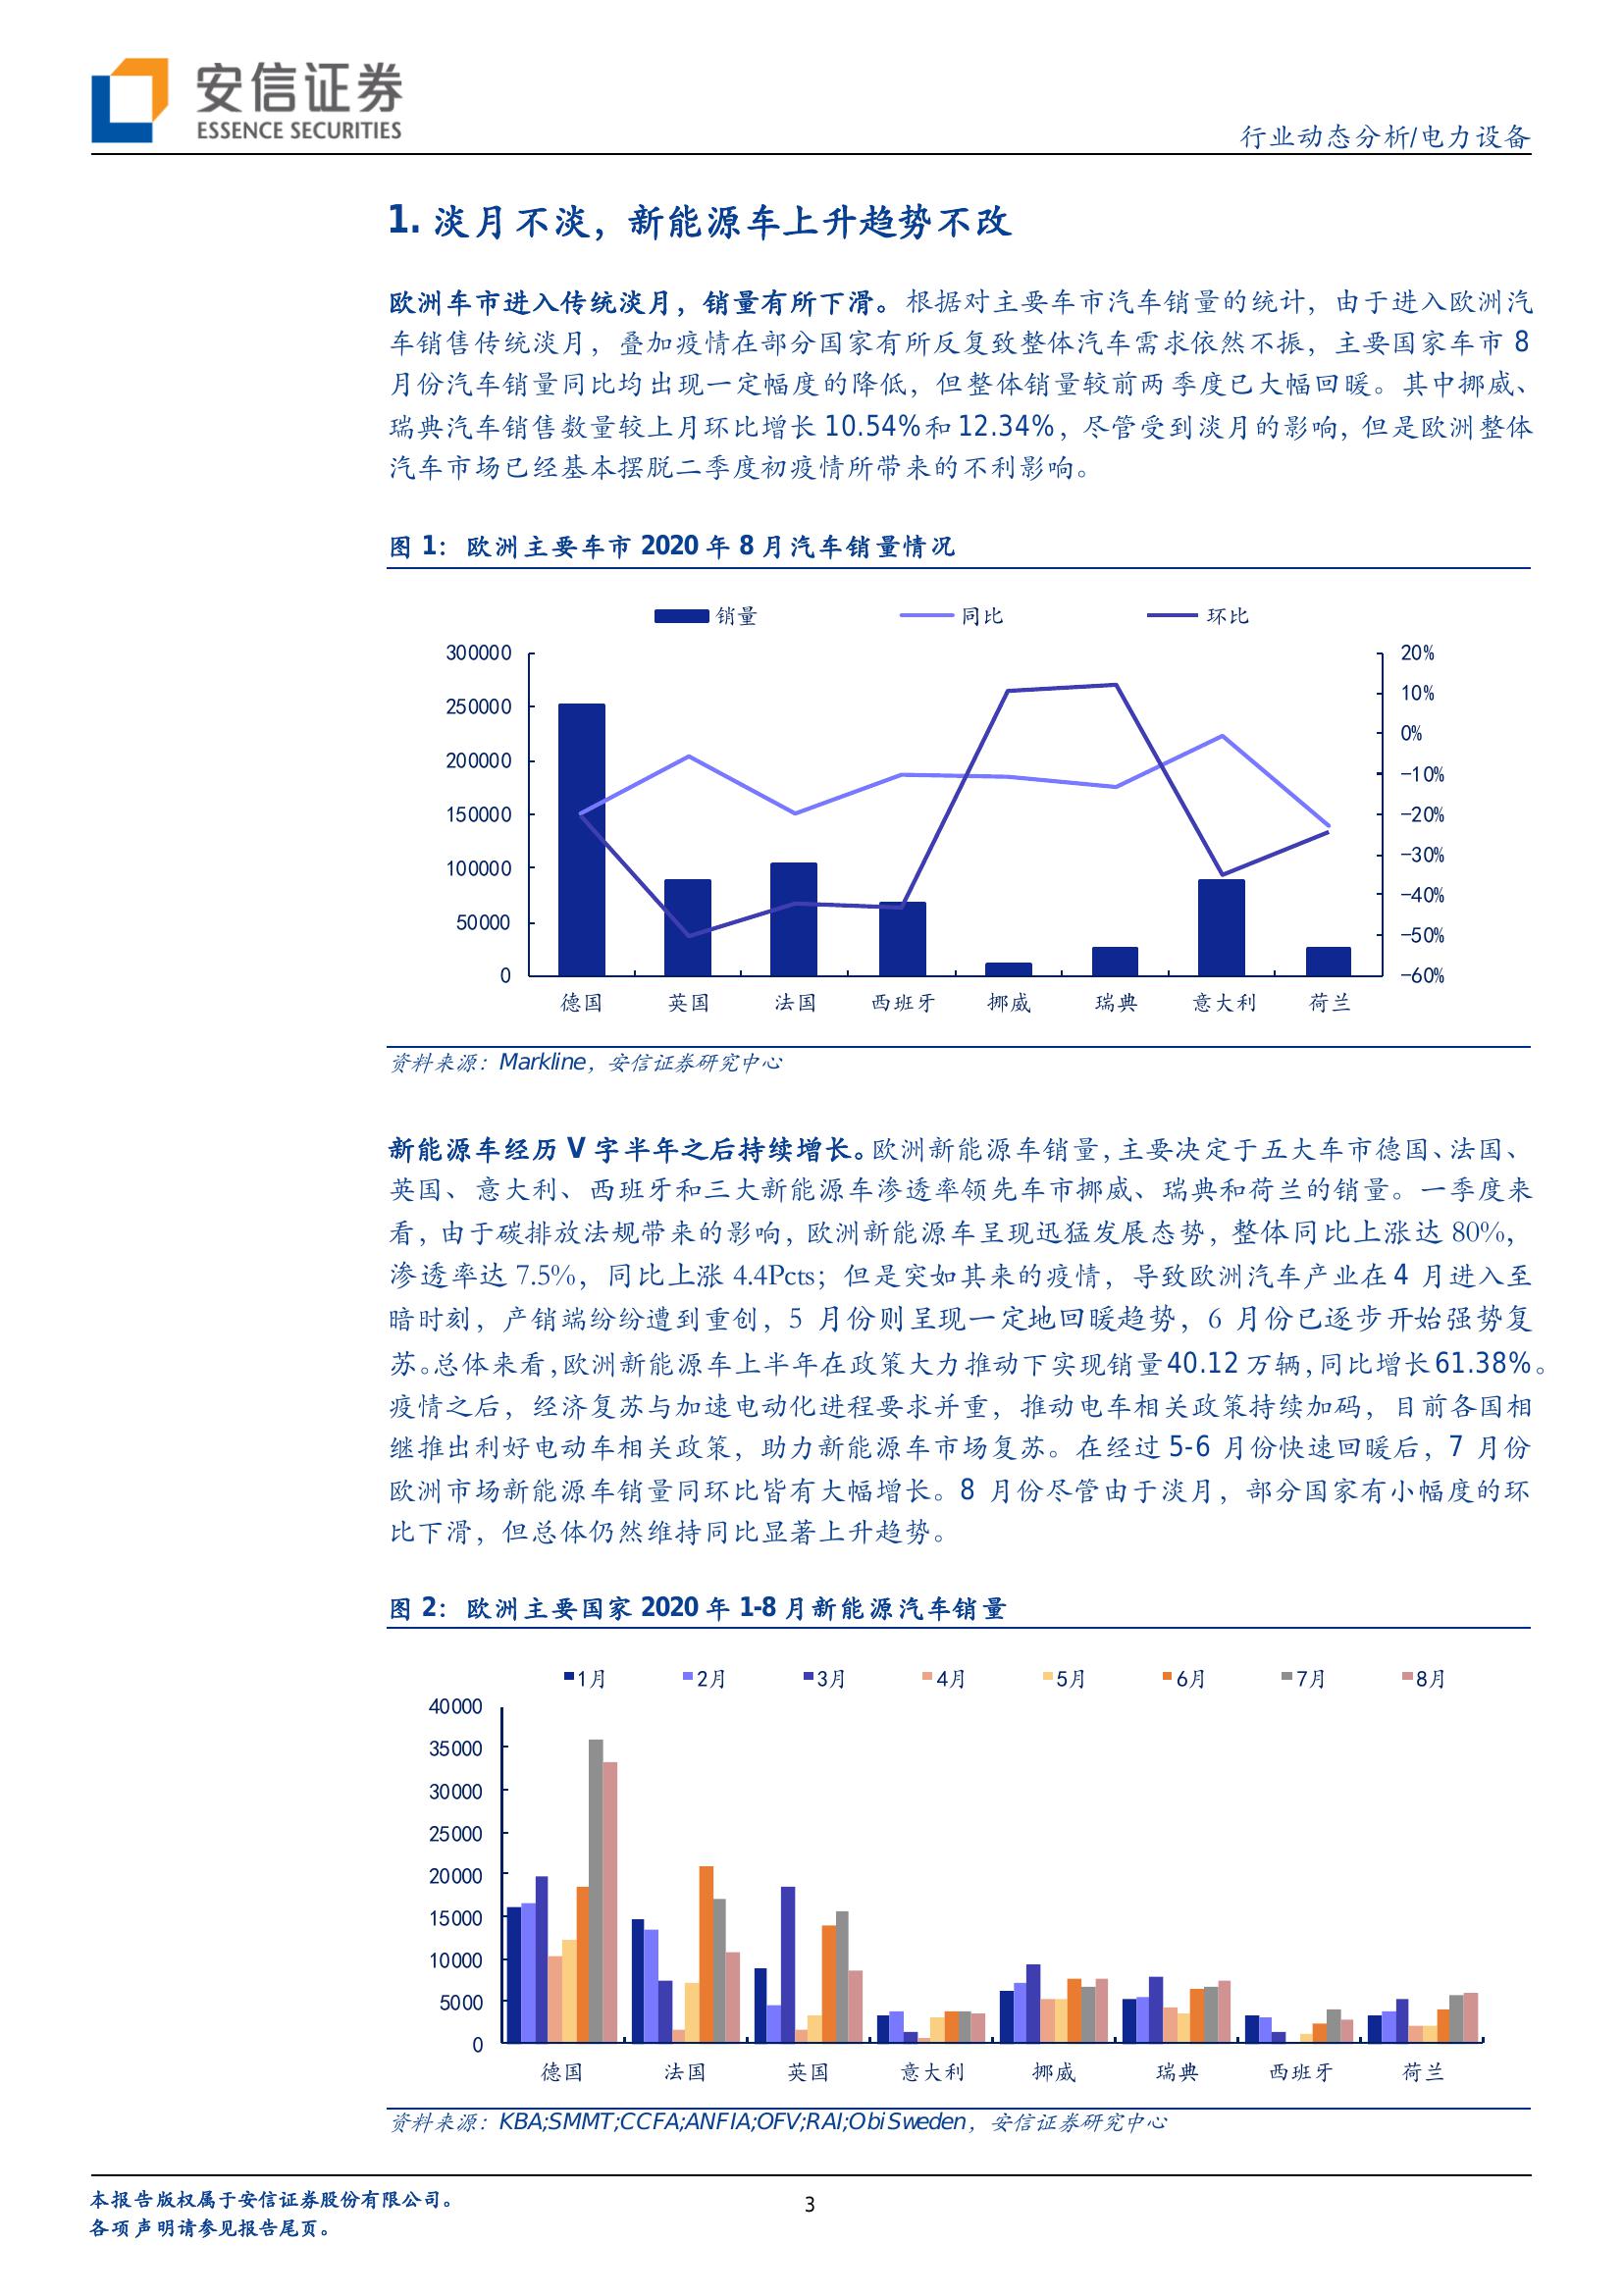 安信证券
ESSENCE SECURITIES
行业动态分析/电力设备
1. 淡月不淡，新能源车上升趋势不改
欧洲车市进入传统淡月，销量有所下滑。根据对主要车市汽车销量的统计，由于进入欧洲汽
车销售传统淡月，叠加疫情在部分国家有所反复致整体汽车需求依然不振，主要国家车市 8
月份汽车销量同比均出现一定幅度的降低，但整体销量较前两季度已大幅回暖。其中挪威、
瑞典汽车销售数量较上月环比增长 10.54%和 12.34%，尽管受到淡月的影响，但是欧洲整体
汽车市场已经基本摆脱二季度初疫情所带来的不利影响。
图 1：欧洲主要车市 2020 年 8 月汽车销量情况
销量 同比 环比
300000 20%
250000 10%
200000 0%
150000 -10%
100000 -20%
50000 -30%
0 -40%
-50%
-60%
德国 英国 法国 西班牙 挪威 瑞典 意大利 荷兰
资料来源：Markline，安信证券研究中心
新能源车经历 V 字半年之后持续增长。欧洲新能源车销量，主要决定于五大车市德国、法国、
英国、意大利、西班牙和三大新能源车渗透率领先车市挪威、瑞典和荷兰的销量。一季度来
看，由于碳排放法规带来的影响，欧洲新能源车呈现迅猛发展态势，整体同比上涨达 80%，
渗透率达 7.5%，同比上涨 4.4Pcts；但是突如其来的疫情，导致欧洲汽车产业在 4 月进入至
暗时刻，产销端纷纷遭到重创，5 月份则呈现一定地回暖趋势，6 月份已逐步开始强势复
苏。总体来看，欧洲新能源车上半年在政策大力推动下实现销量 40.12 万辆，同比增长 61.38%。
疫情之后，经济复苏与加速电动化进程要求并重，推动电车相关政策持续加码，目前各国相
继推出利好电动车相关政策，助力新能源车市场复苏。在经过 5-6 月份快速回暖后，7 月份
欧洲市场新能源车销量同环比皆有大幅增长。8 月份尽管由于淡月，部分国家有小幅度的环
比下滑，但总体仍然维持同比显著上升趋势。
图 2：欧洲主要国家 2020 年 1-8 月新能源汽车销量
1月 2月 3月 4月 5月 6月 7月 8月
40000
35000
30000
25000
20000
15000
10000
5000
0
德国 法国 英国 意大利 挪威 瑞典 西班牙 荷兰
资料来源：KBA;SMMT;CCFA;ANFIA;OFV;RAI;Obi Sweden，安信证券研究中心
本报告版权属于安信证券股份有限公司。
各项声明请参见报告尾页。
3